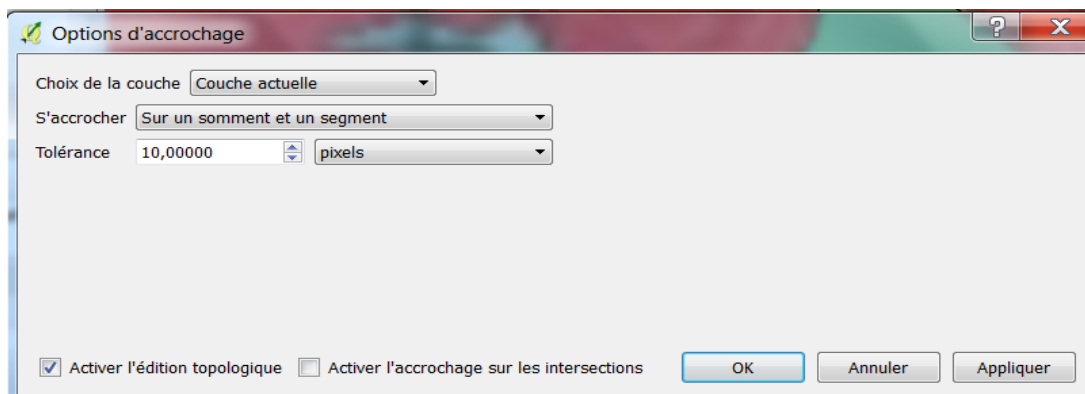 Options d'accrochage
Choix de la couche Couche actuelle
S'accrocher Sur un somment et un segment
Tolérance 10,00000 pixels
Activer l'édition topologique Activer l'accrochage sur les intersections OK Annuler Appliquer